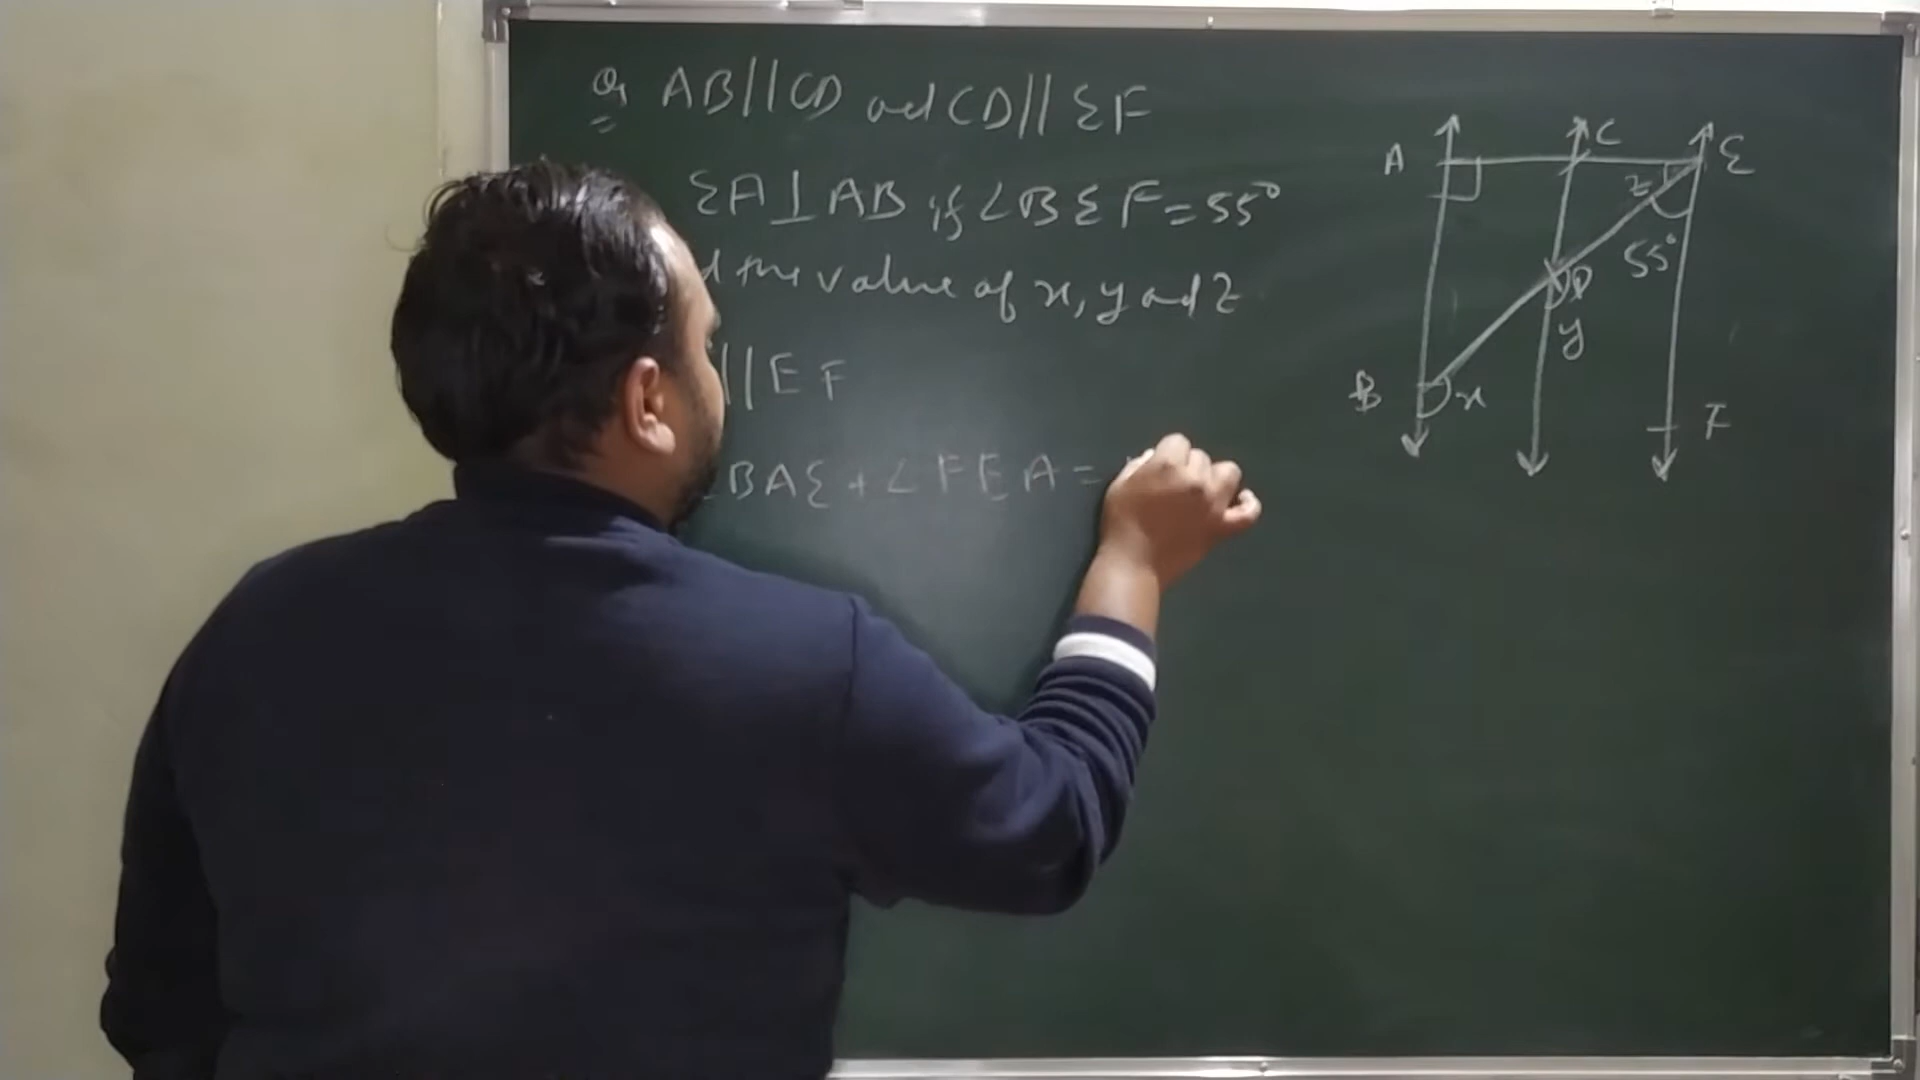 Q AB||CD and CD||EF
EA⊥AB if ∠BEF=55°
the value of x, y and z
||EF
∠BAE+∠FEA=
A
C
E
z
55°
D
y
B
x
F